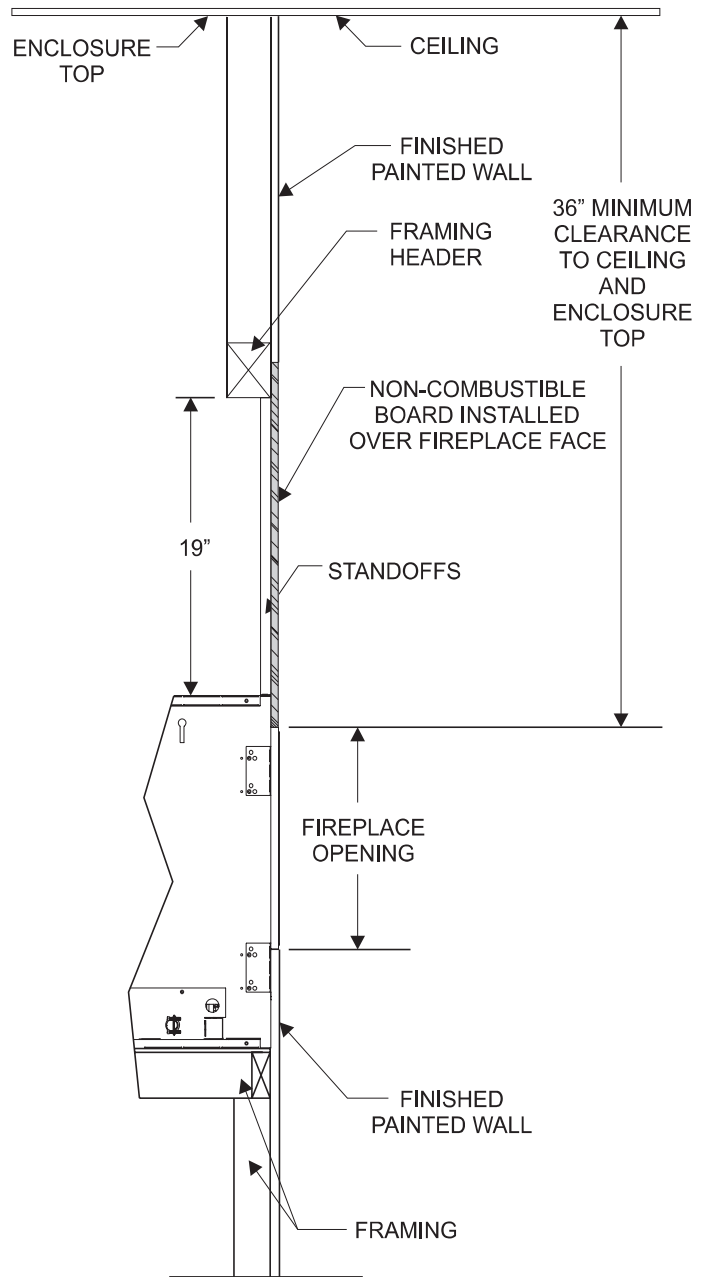 ENCLOSURE
TOP
CEILING
FINISHED
PAINTED WALL
36” MINIMUM
CLEARANCE
TO CEILING
AND
ENCLOSURE
TOP
FRAMING
HEADER
NON-COMBUSTIBLE
BOARD INSTALLED
OVER FIREPLACE FACE
19”
STANDOFFS
FIREPLACE
OPENING
FINISHED
PAINTED WALL
FRAMING